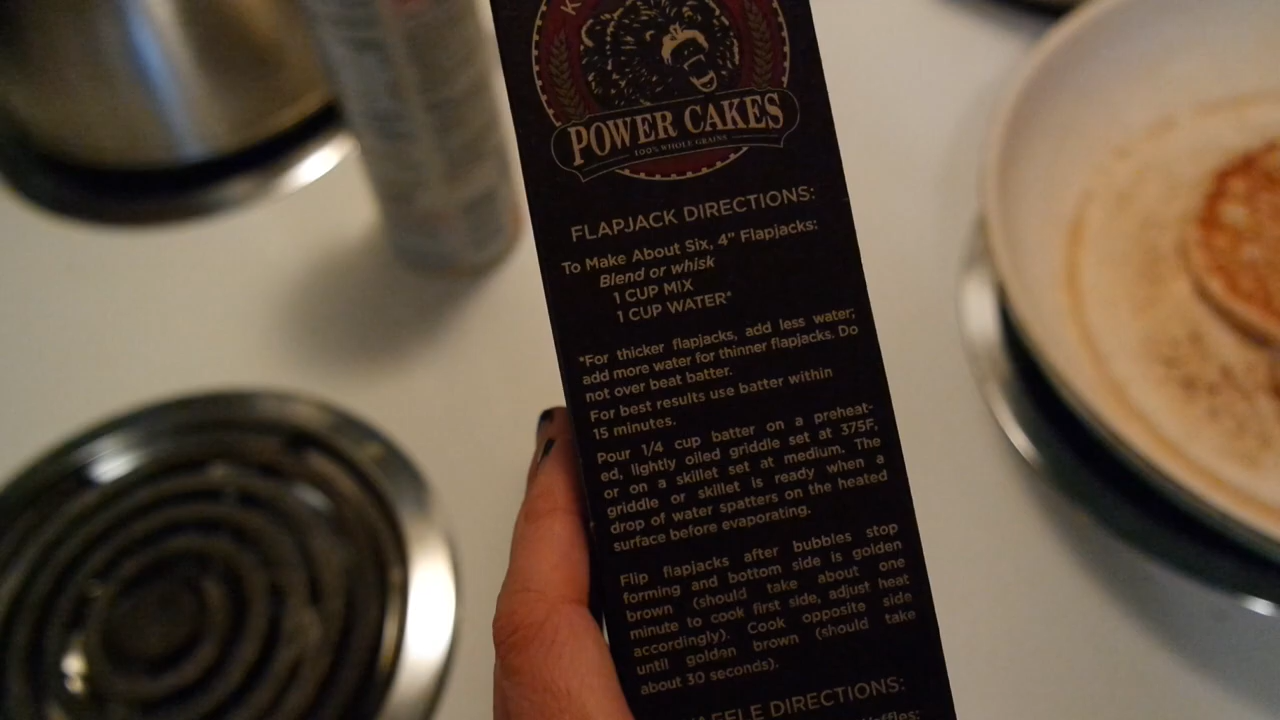 POWER CAKES
100% WHOLE GRAINS
FLAPJACK DIRECTIONS:
To Make About Six, 4" Flapjacks:
Blend or whisk
1 CUP MIX
1 CUP WATER*
*For thicker flapjacks, add less water;
add more water for thinner flapjacks. Do
not over beat batter.
For best results use batter within
15 minutes.
Pour 1/4 cup batter on a preheat-
ed, lightly oiled griddle set at 375F,
or on a skillet set at medium. The
griddle or skillet is ready when a
drop of water spatters on the heated
surface before evaporating.
Flip flapjacks after bubbles stop
forming and bottom side is golden
brown (should take about one
minute to cook first side, adjust heat
accordingly). Cook opposite side
until golden brown (should take
about 30 seconds).
WAFFLE DIRECTIONS: